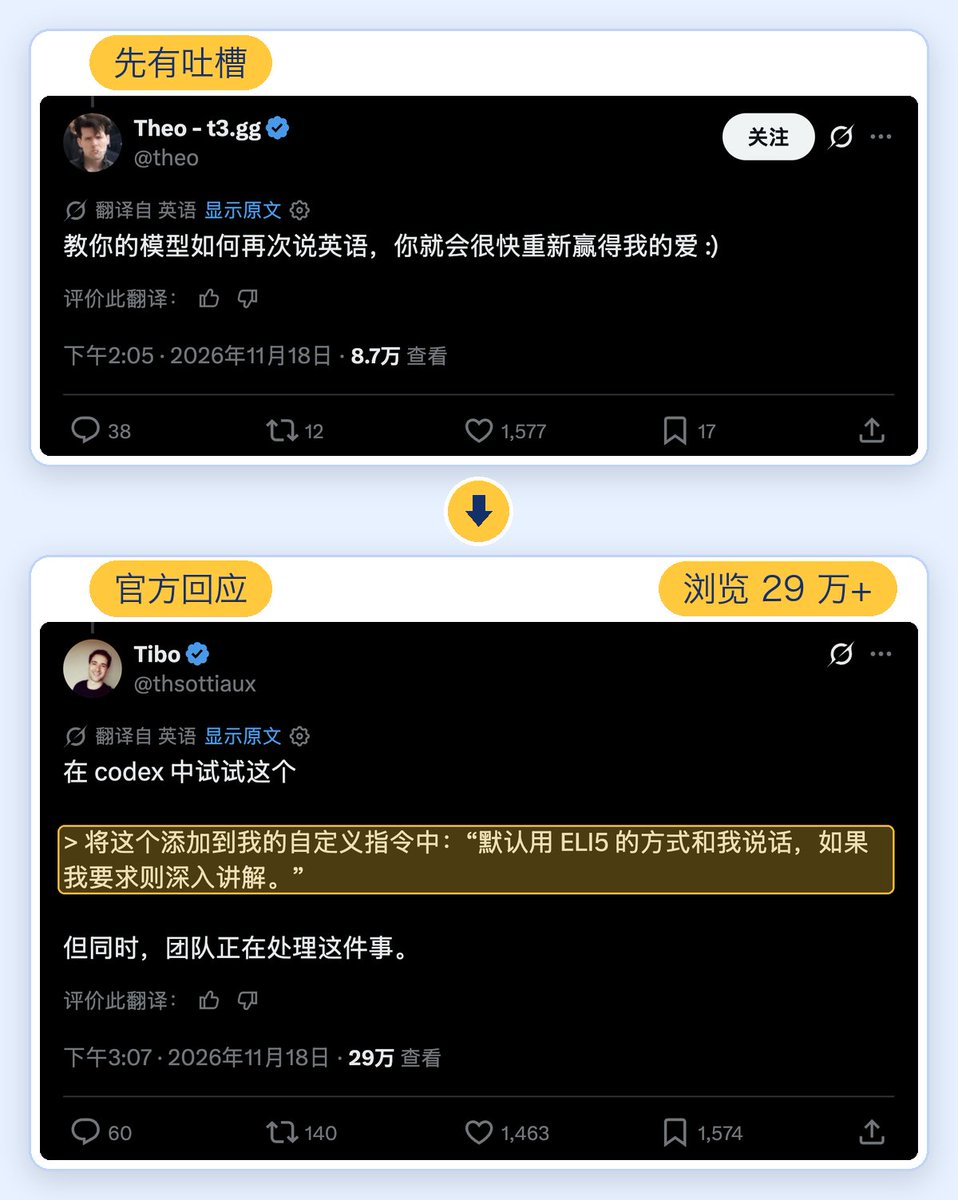 先有吐槽
Theo - t3.gg
@theo
关注
翻译自 英语 显示原文
教你的模型如何再次说英语，你就会很快重新赢得我的爱 :)
评价此翻译：
下午2:05 · 2026年11月18日 · 8.7万 查看
38 12 1,577 17
官方回应
浏览 29 万+
Tibo
@thsottiaux
翻译自 英语 显示原文
在 codex 中试试这个
> 将这个添加到我的自定义指令中：“默认用 ELI5 的方式和我说话，如果
我要求则深入讲解。”
但同时，团队正在处理这件事。
评价此翻译：
下午3:07 · 2026年11月18日 · 29万 查看
60 140 1,463 1,574